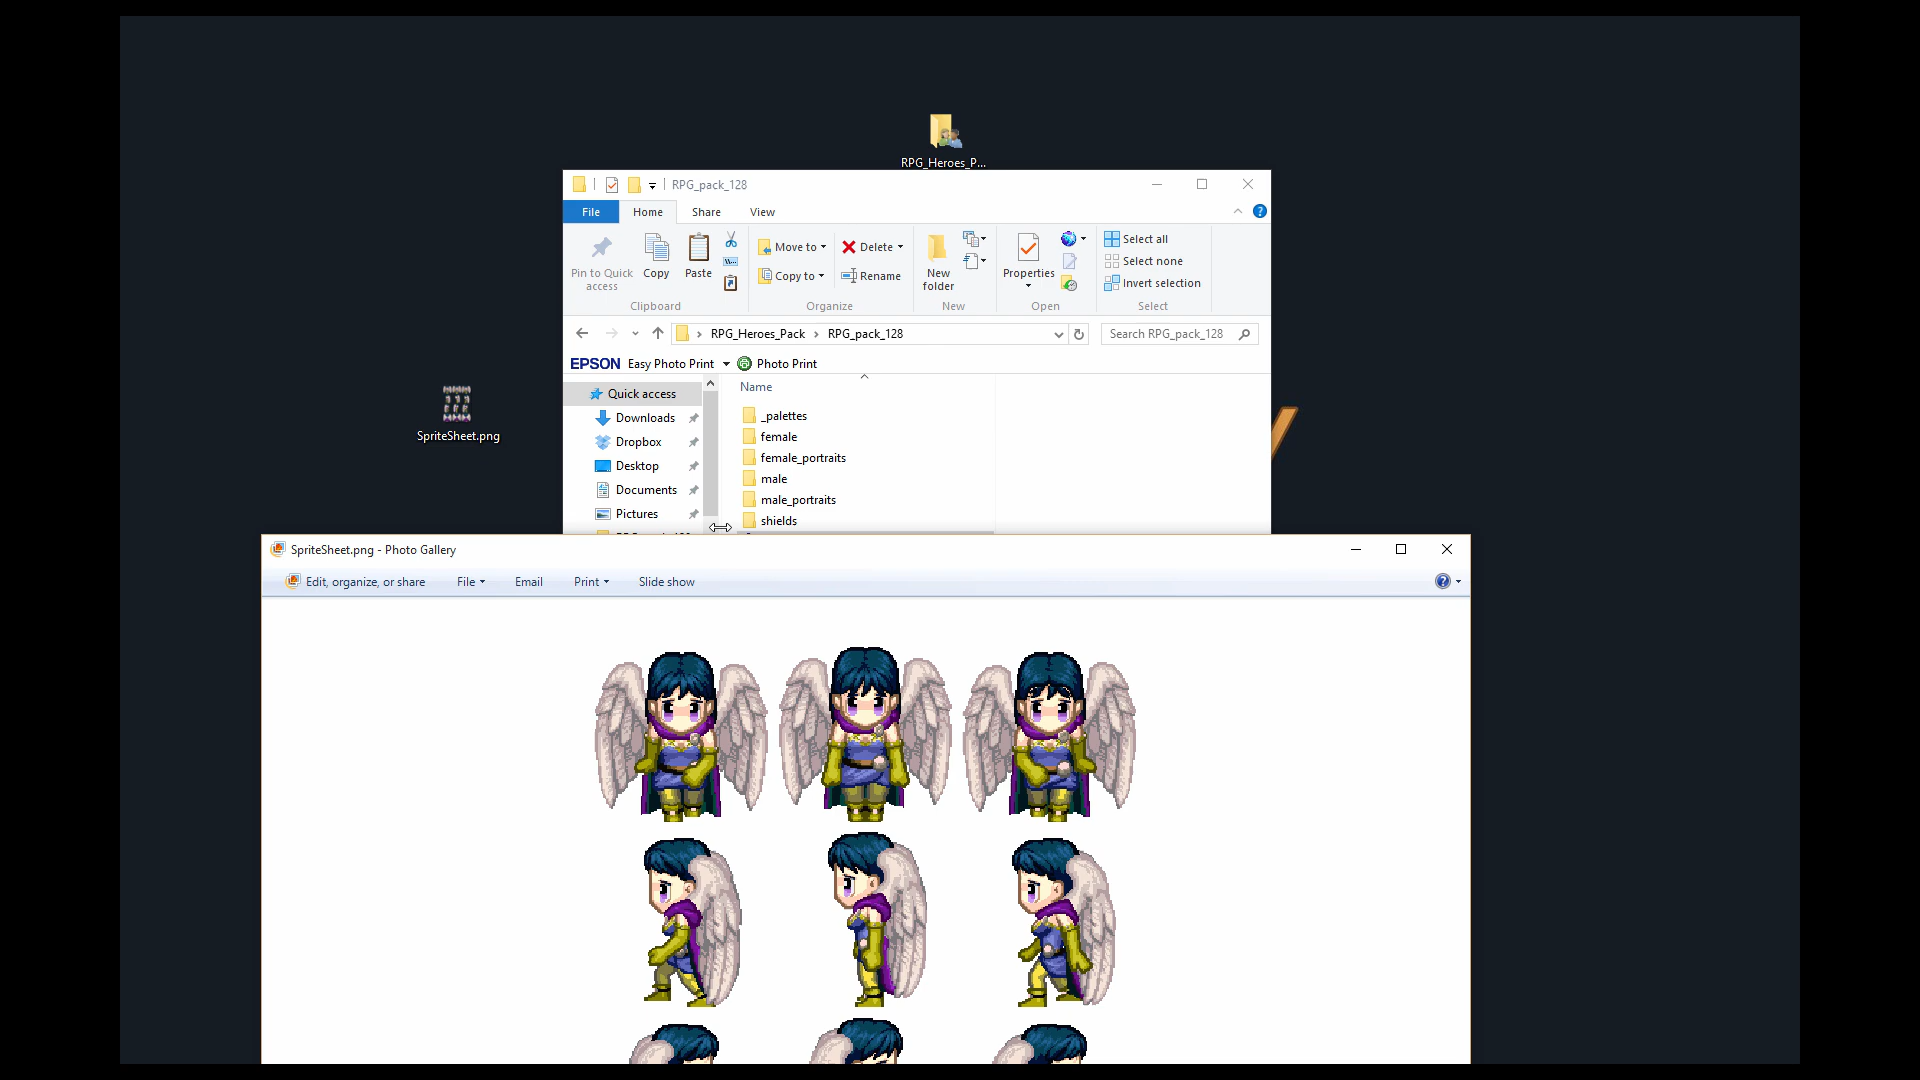 RPG_Heroes_P...
RPG_pack_128
File Home Share View
Pin to Quick access
Copy
Paste
Move to
Copy to
Delete
Rename
New folder
Properties
Select all
Select none
Invert selection
Clipboard Organize New Open Select
RPG_Heroes_Pack RPG_pack_128
Search RPG_pack_128
EPSON Easy Photo Print Photo Print
Quick access
Downloads
Dropbox
Desktop
Documents
Pictures
Name
_palettes
female
female_portraits
male
male_portraits
shields
SpriteSheet.png
SpriteSheet.png - Photo Gallery
Edit, organize, or share File Email Print Slide show